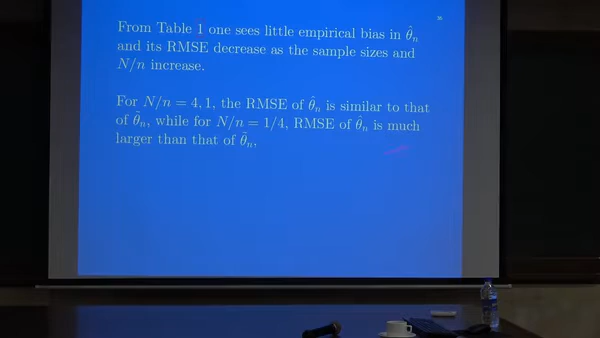 From Table 1 one sees little empirical bias in θ̂ₙ
and its RMSE decrease as the sample sizes and
N/n increase.
For N/n = 4, 1, the RMSE of θ̂ₙ is similar to that
of θ̃ₙ, while for N/n = 1/4, RMSE of θ̂ₙ is much
larger than that of θ̃ₙ,